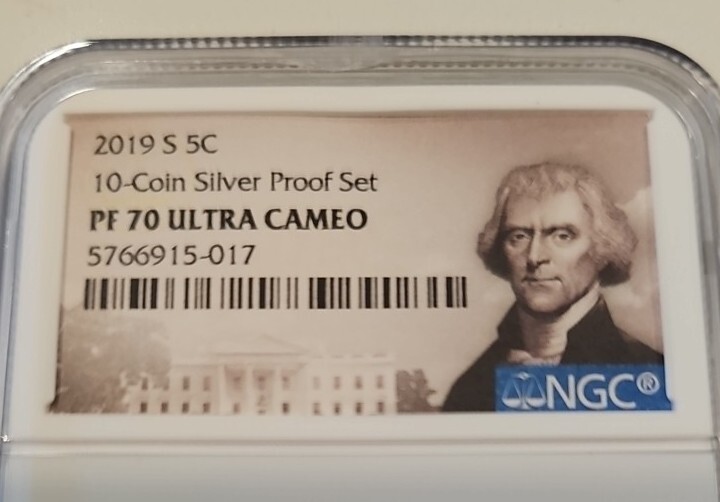 2019 S 5C
10-Coin Silver Proof Set
PF 70 ULTRA CAMEO
5766915-017
NGC®